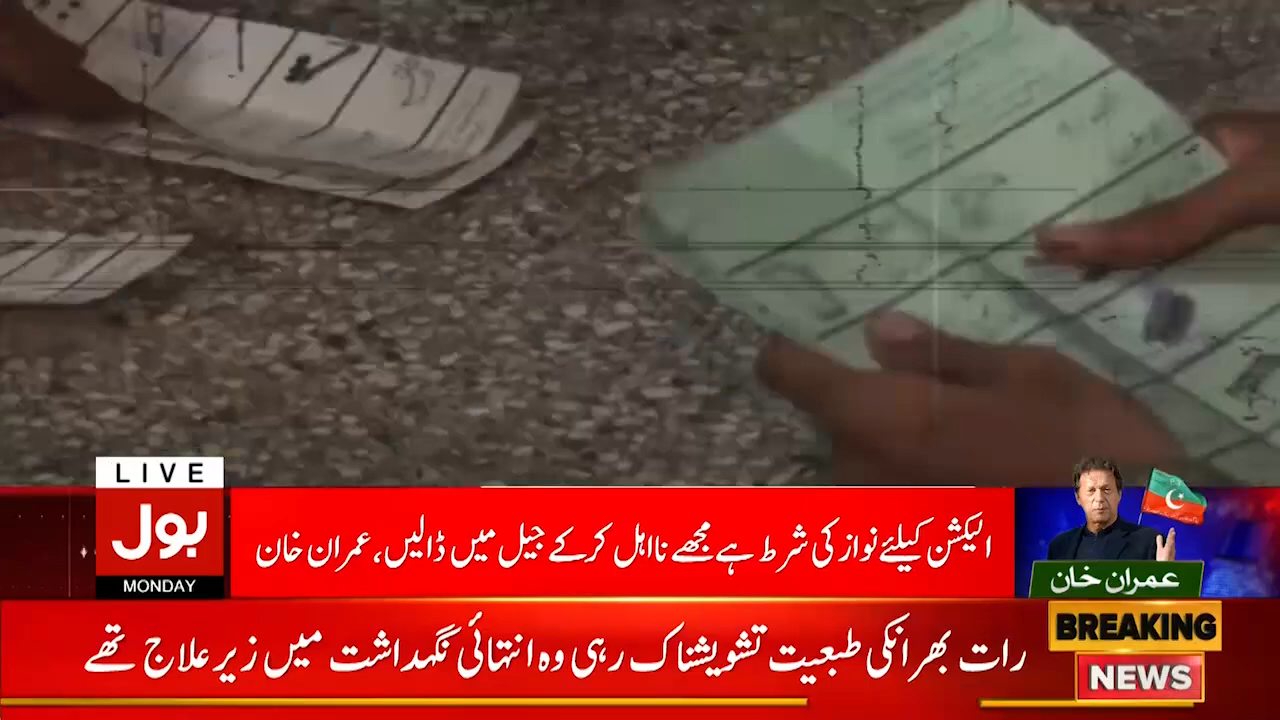 LIVE
بول
MONDAY
الیکشن کیلئے نواز کی شرط ہے مجھے نااہل کرکے جیل میں ڈالیں، عمران خان
عمران خان
رات بھر انکی طبعیت تشویشناک رہی وہ انتہائی نگہداشت میں زیر علاج تھے
BREAKING
NEWS